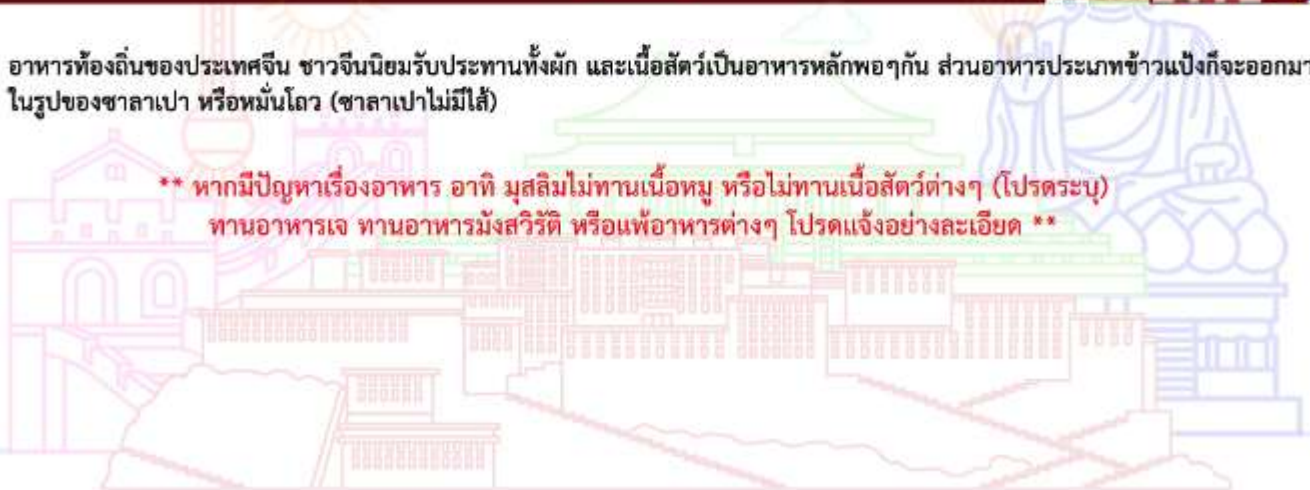 อาหารท้องถิ่นของประเทศจีน ชาวจีนนิยมรับประทานทั้งผัก และเนื้อสัตว์เป็นอาหารหลักพอๆกัน ส่วนอาหารประเภทข้าวแป้งก็จะออกมา
ในรูปของซาลาเปา หรือหมั่นโถว (ซาลาเปาไม่มีไส้)
** หากมีปัญหาเรื่องอาหาร อาทิ มุสลิมไม่ทานเนื้อหมู หรือไม่ทานเนื้อสัตว์ต่างๆ (โปรดระบุ)
ทานอาหารเจ ทานอาหารมังสวิรัติ หรือแพ้อาหารต่างๆ โปรดแจ้งอย่างละเอียด **